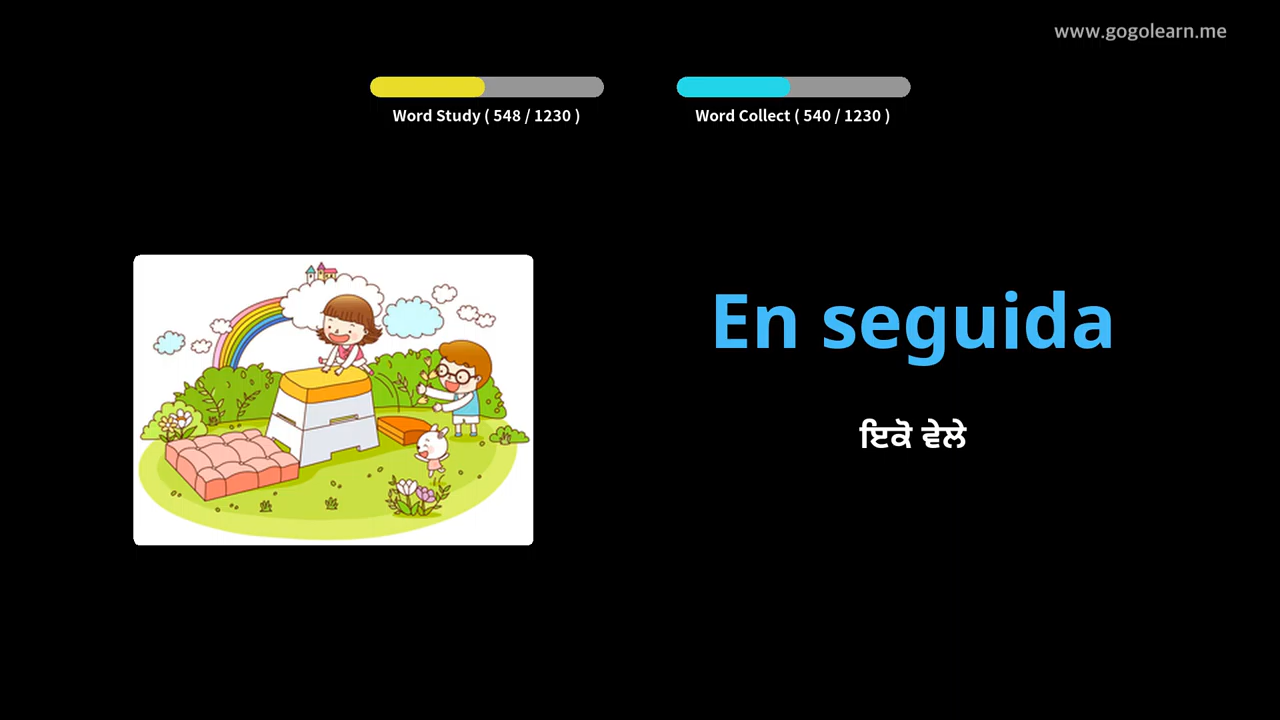 www.gogolearn.me
Word Study ( 548 / 1230 )
Word Collect ( 540 / 1230 )
En seguida
ਇਕੋ ਵੇਲੇ